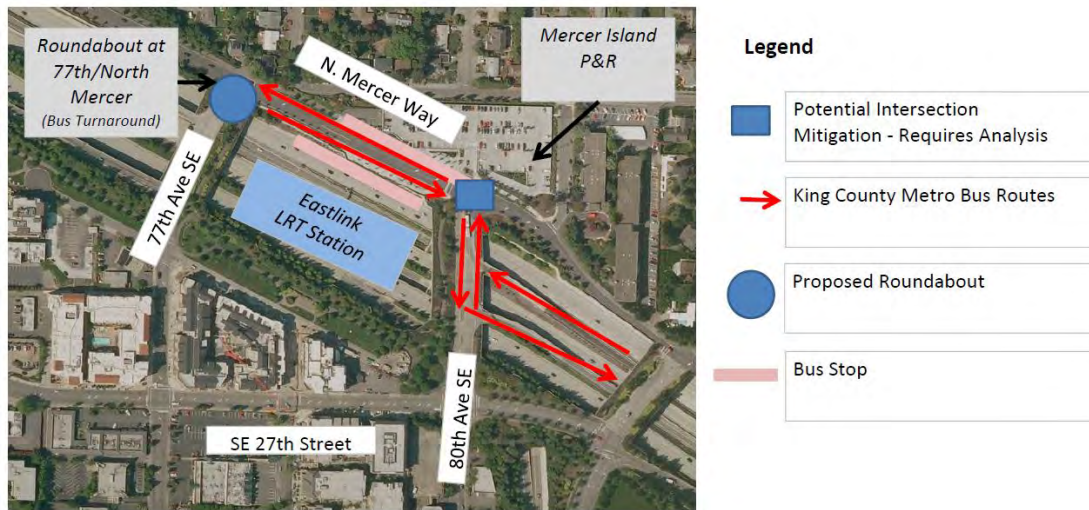 Roundabout at
77th/North
Mercer
(Bus Turnaround)
N. Mercer Way
Mercer Island
P&R
77th Ave SE
Eastlink
LRT Station
80th Ave SE
SE 27th Street
Legend
Potential Intersection
Mitigation - Requires Analysis
King County Metro Bus Routes
Proposed Roundabout
Bus Stop